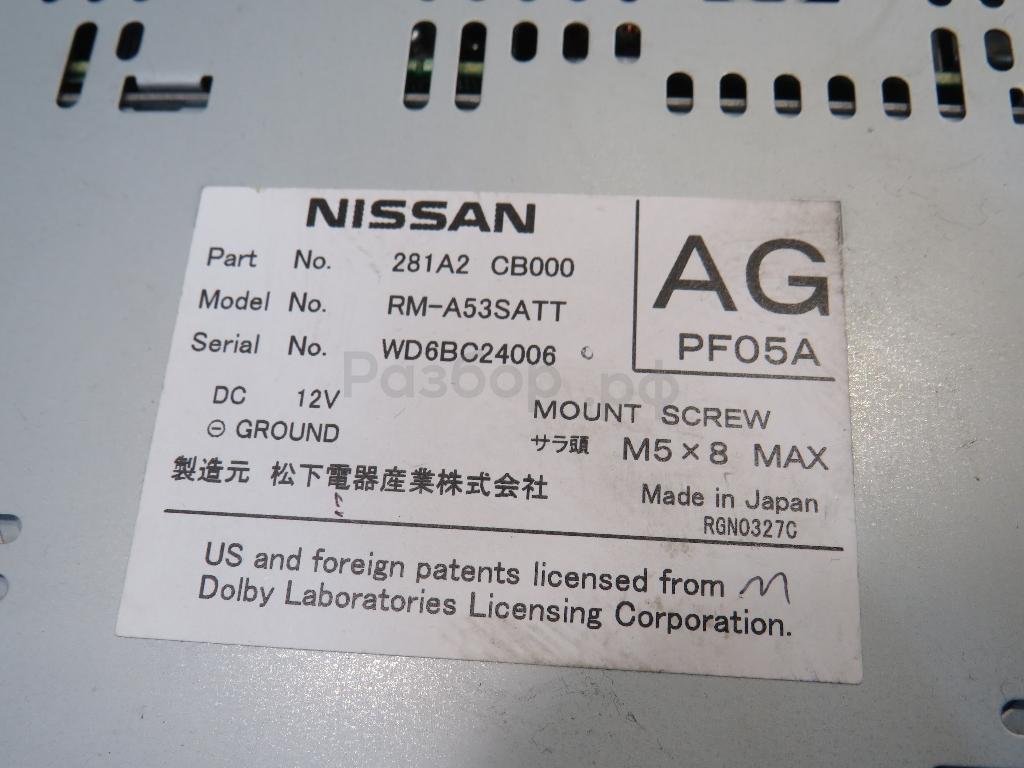 NISSAN
Part No. 281A2 CB000
Model No. RM-A53SATT
Serial No. WD6BC24006
AG
PF05A
Разбор.рф
DC 12V
⊖ GROUND
MOUNT SCREW
サラ頭 M5×8 MAX
製造元 松下電器産業株式会社
Made in Japan
RGN0327C
US and foreign patents licensed from
Dolby Laboratories Licensing Corporation.